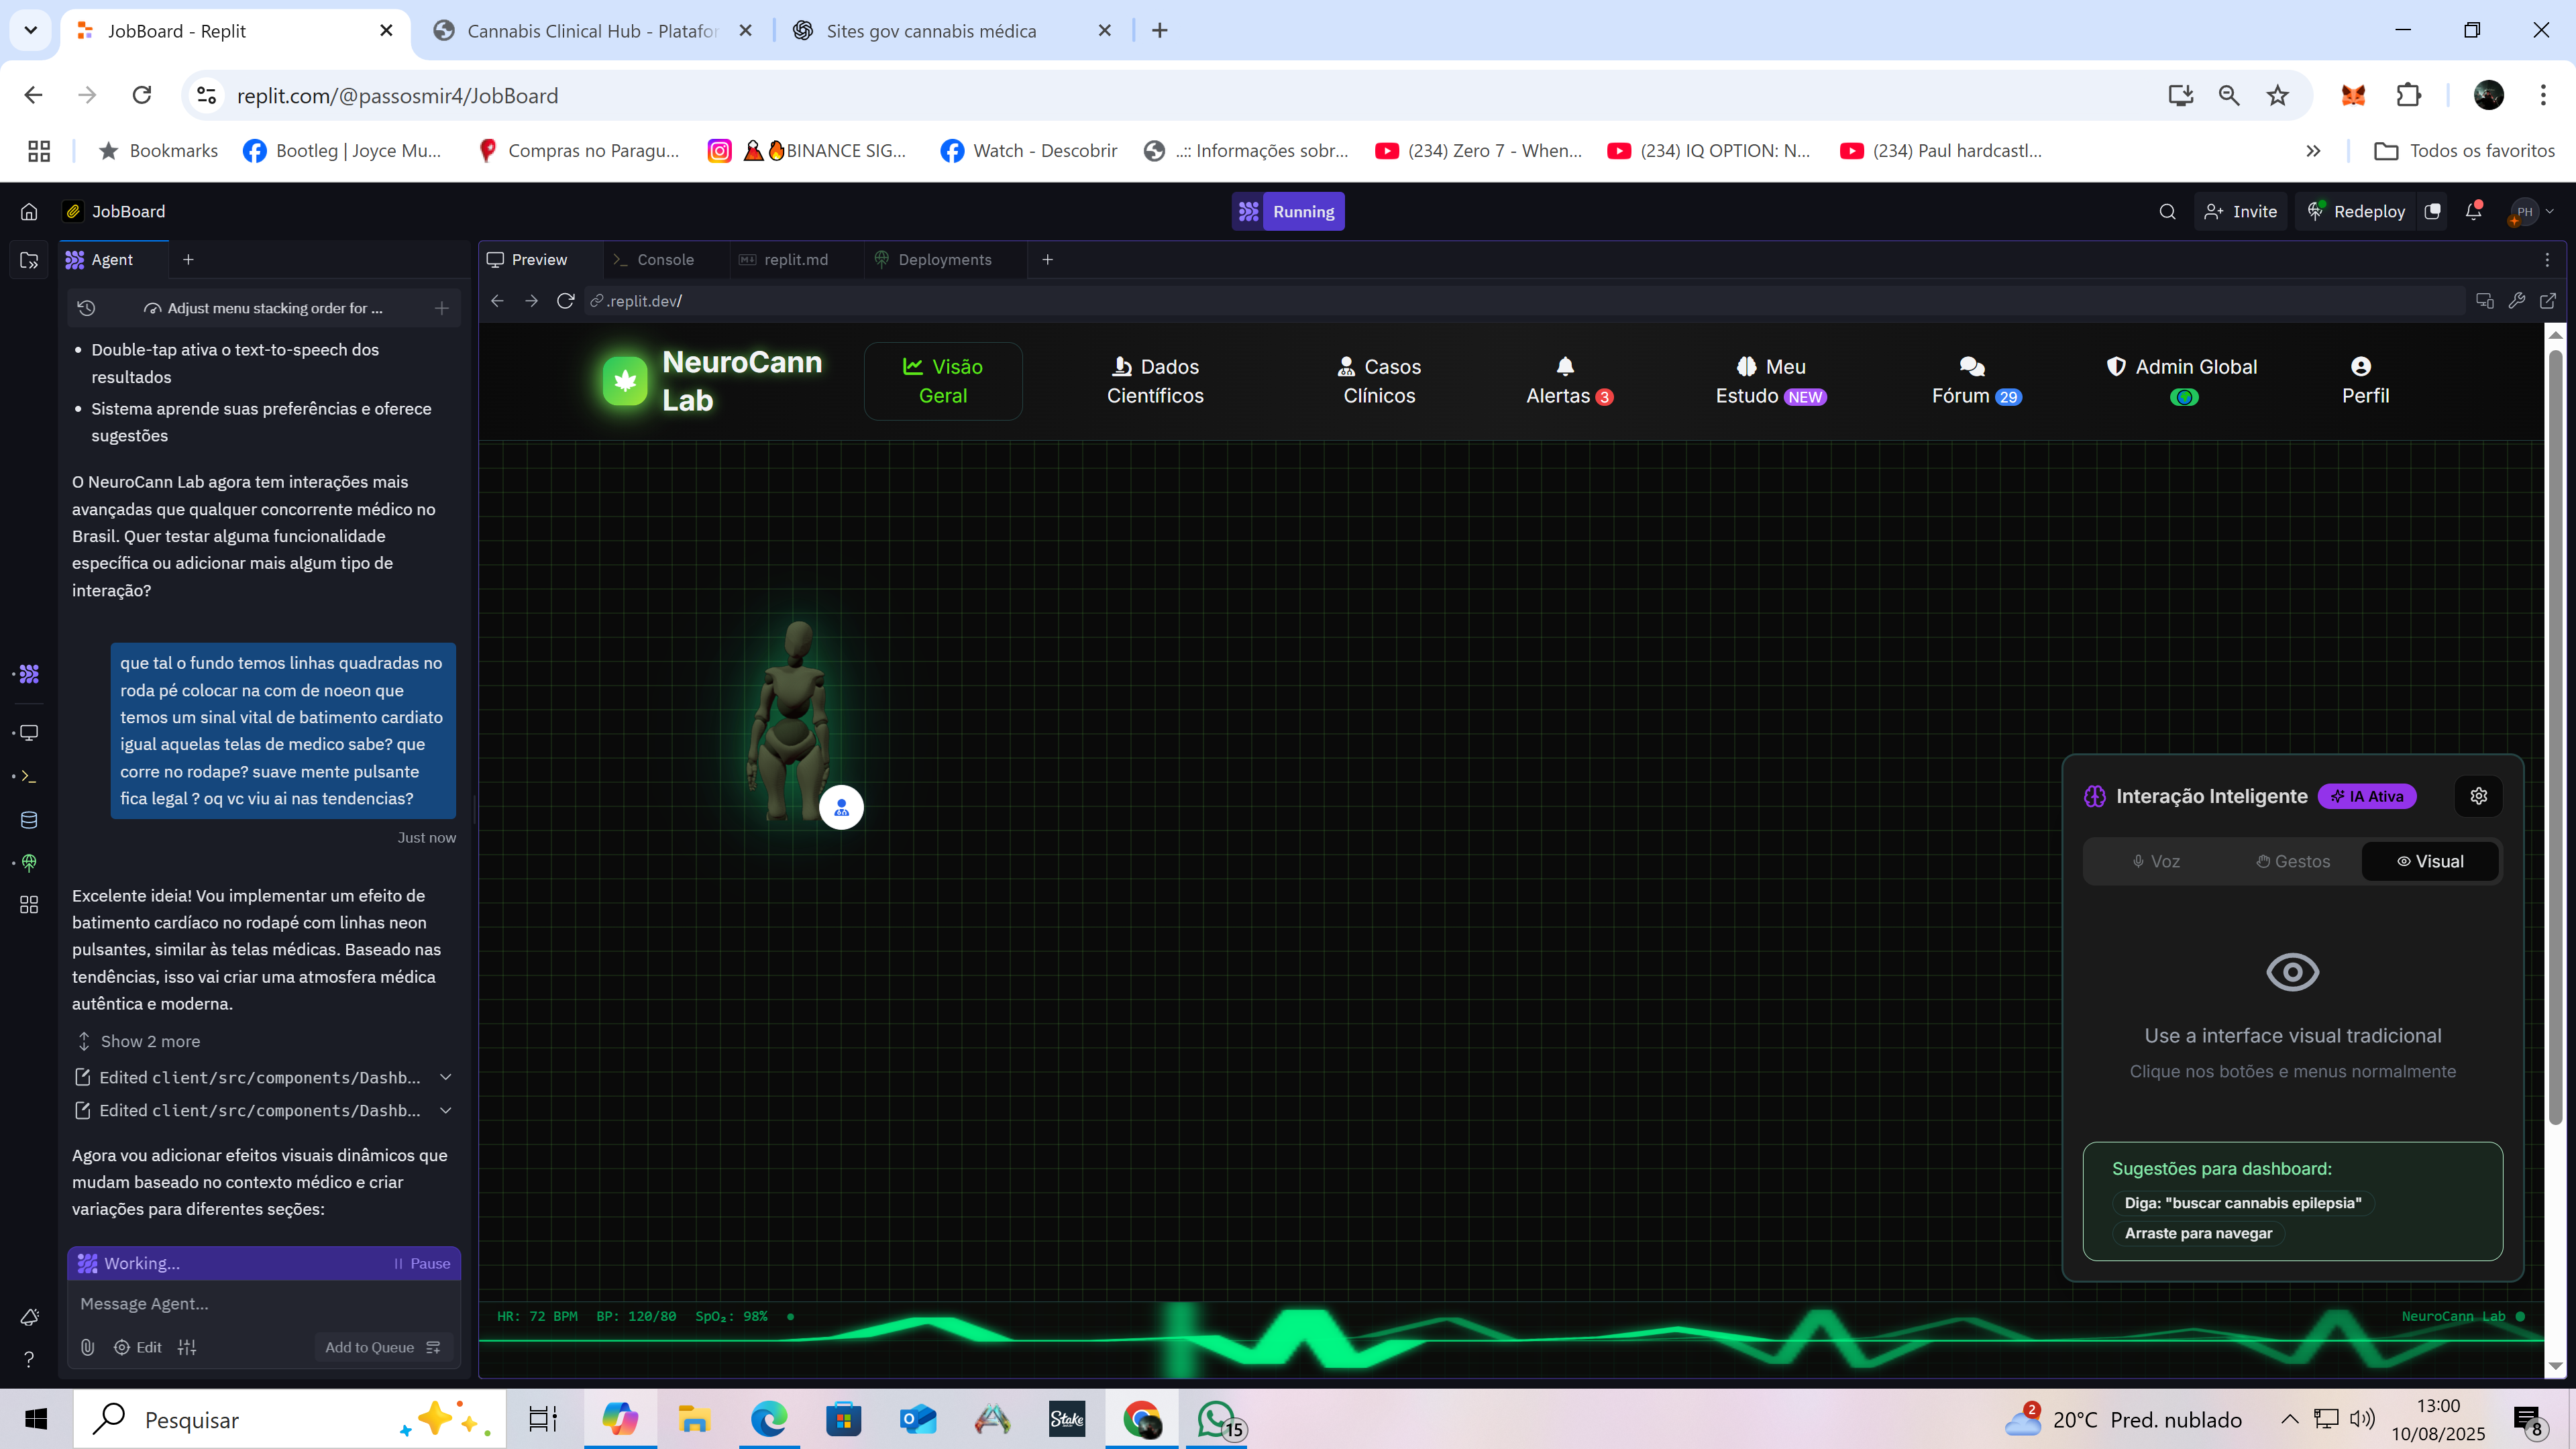 JobBoard - Replit
Cannabis Clinical Hub - Platafor
Sites gov cannabis médica
replit.com/@passosmir4/JobBoard
Bookmarks
Bootleg | Joyce Mu...
Compras no Paragu...
BINANCE SIG...
Watch - Descobrir
..:: Informações sobr...
(234) Zero 7 - When...
(234) IQ OPTION: N...
(234) Paul hardcastl...
Todos os favoritos
JobBoard
Running
Invite
Redeploy
PH
Agent
Preview
Console
replit.md
Deployments
Adjust menu stacking order for ...
.replit.dev/
Double-tap ativa o text-to-speech dos
resultados
Sistema aprende suas preferências e oferece
sugestões
O NeuroCann Lab agora tem interações mais
avançadas que qualquer concorrente médico no
Brasil. Quer testar alguma funcionalidade
específica ou adicionar mais algum tipo de
interação?
que tal o fundo temos linhas quadradas no
roda pé colocar na com de noeon que
temos um sinal vital de batimento cardiato
igual aquelas telas de medico sabe? que
corre no rodape? suave mente pulsante
fica legal ? oq vc viu ai nas tendencias?
Just now
Excelente ideia! Vou implementar um efeito de
batimento cardíaco no rodapé com linhas neon
pulsantes, similar às telas médicas. Baseado nas
tendências, isso vai criar uma atmosfera médica
autêntica e moderna.
Show 2 more
Edited client/src/components/Dashb...
Edited client/src/components/Dashb...
Agora vou adicionar efeitos visuais dinâmicos que
mudam baseado no contexto médico e criar
variações para diferentes seções:
Working...
Pause
Message Agent...
Edit
Add to Queue
NeuroCann
Lab
Visão
Geral
Dados
Científicos
Casos
Clínicos
Alertas 3
Meu
Estudo NEW
Fórum 29
Admin Global
Perfil
Interação Inteligente
IA Ativa
Voz
Gestos
Visual
Use a interface visual tradicional
Clique nos botões e menus normalmente
Sugestões para dashboard:
Diga: "buscar cannabis epilepsia"
Arraste para navegar
HR: 72 BPM
BP: 120/80
SpO₂: 98%
NeuroCann Lab
Pesquisar
Stake
15
2
20°C Pred. nublado
13:00
10/08/2025
8